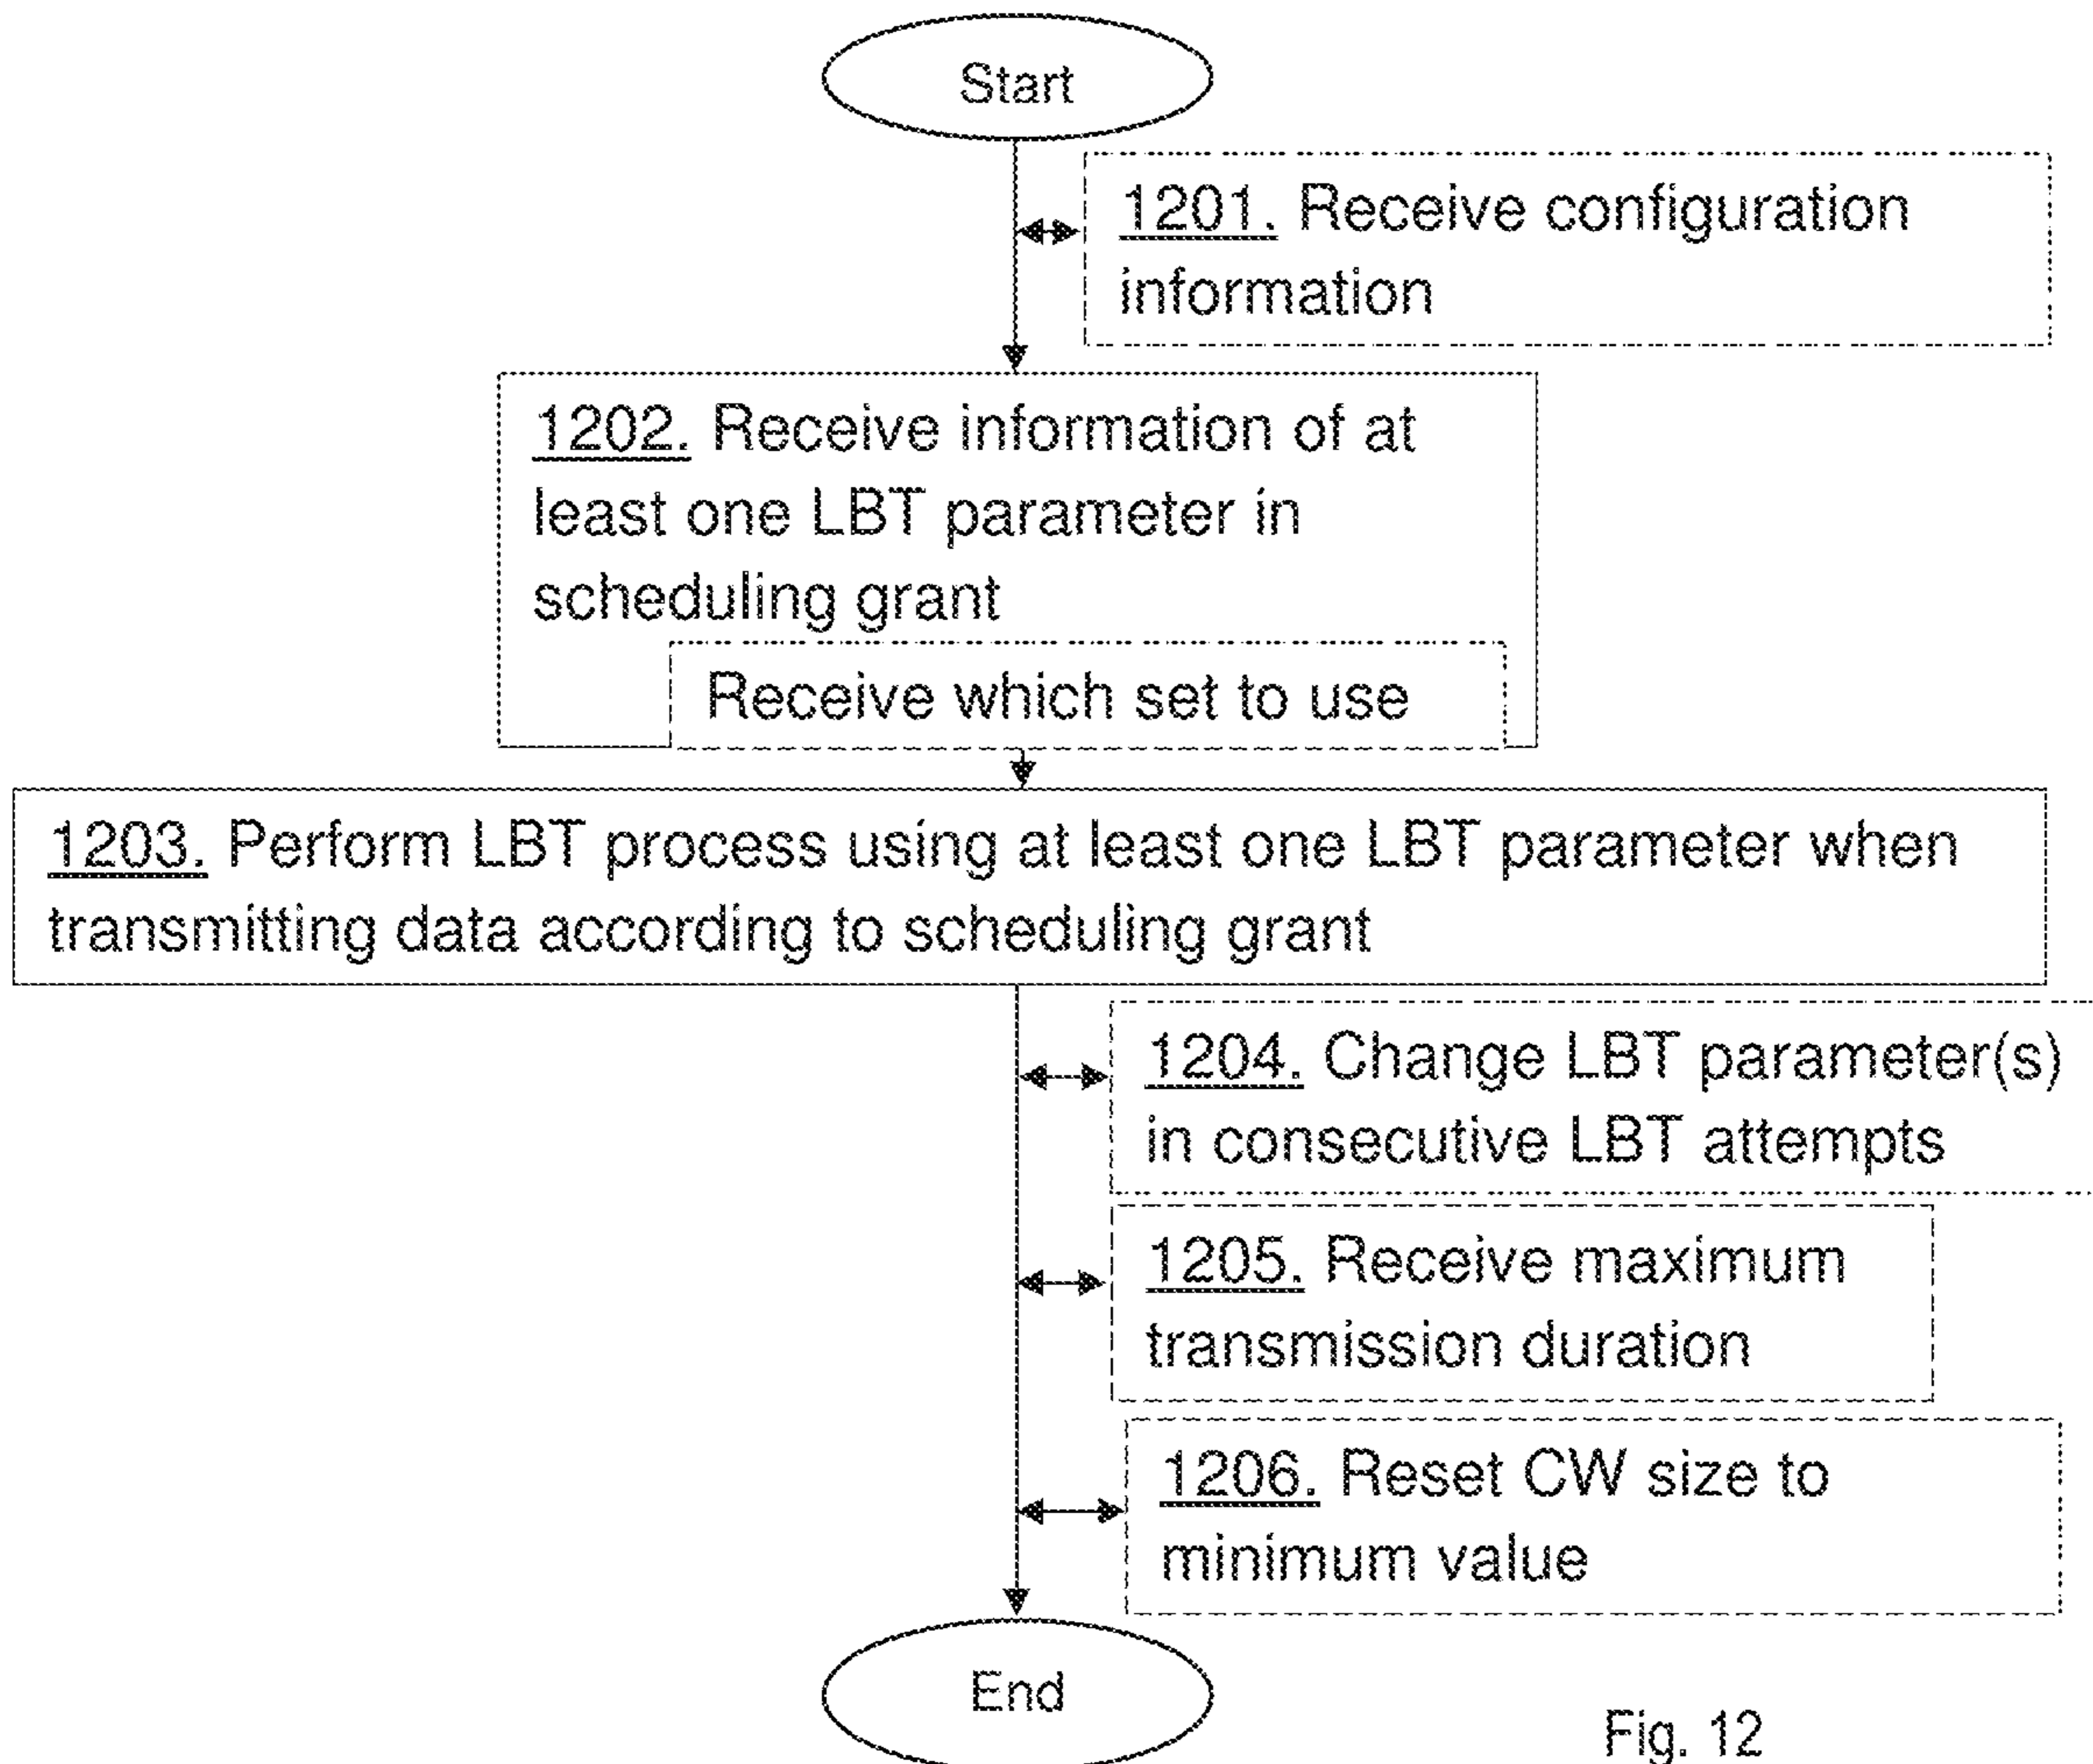 Start
1201. Receive configuration
information
1202. Receive information of at
least one LBT parameter in
scheduling grant
Receive which set to use
1203. Perform LBT process using at least one LBT parameter when
transmitting data according to scheduling grant
1204. Change LBT parameter(s)
in consecutive LBT attempts
1205. Receive maximum
transmission duration
1206. Reset CW size to
minimum value
End
Fig. 12